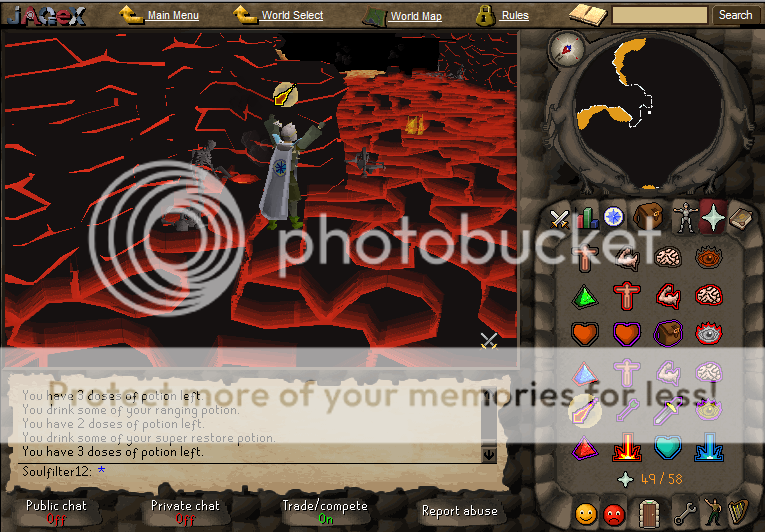 JAGEX Main Menu World Select World Map Rules Search
photobucket
Protect more of your memories for less!
You have 3 doses of potion left
You drink some of your ranging potion.
You have 2 doses of potion left.
You drink some of your super restore potion.
You have 3 doses of potion left.
Soulfilter12: *
49/58
Public chat Private chat Trade/compete Report abuse
Off Off On